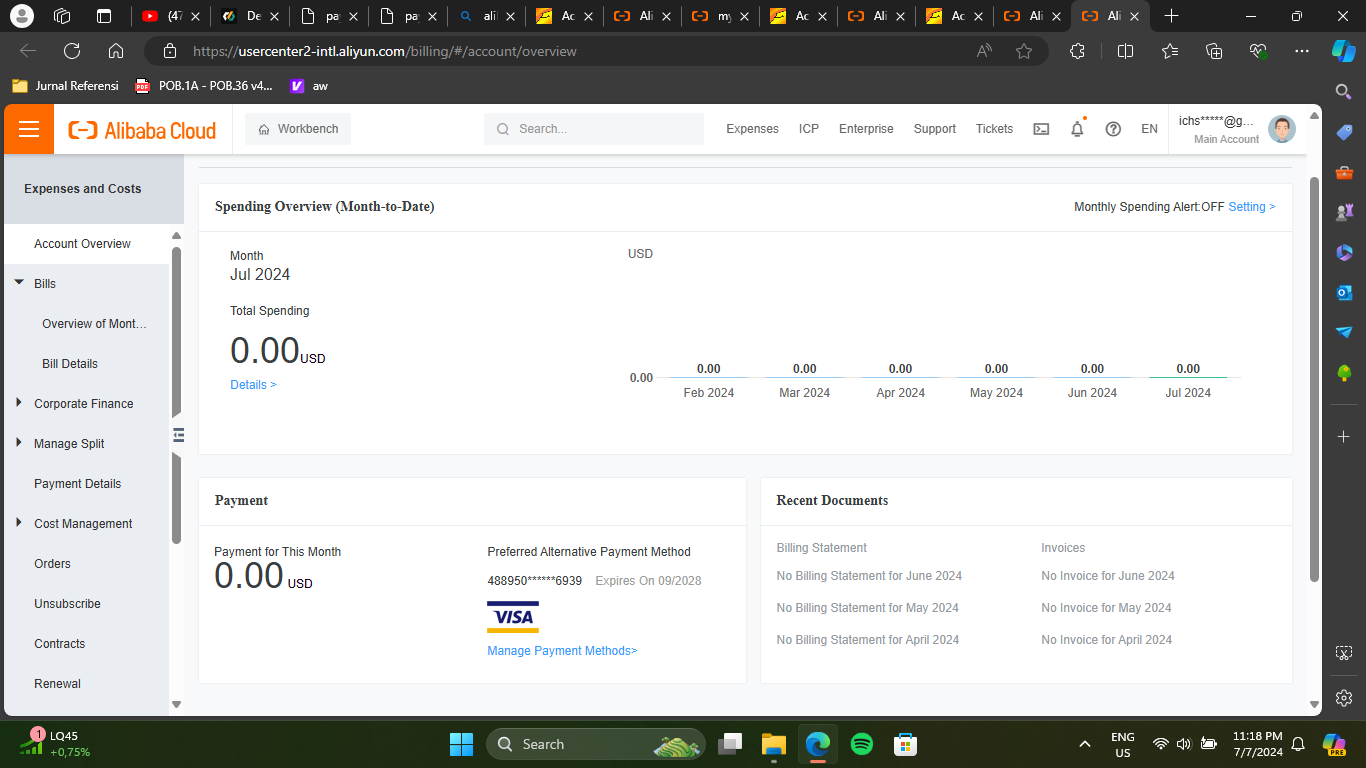 (47
De
pa
pa
ali
Ac
Ali
my
Ac
Ali
Ac
Ali
Ali
https://usercenter2-intl.aliyun.com/billing/#/account/overview
Jurnal Referensi
POB.1A - POB.36 v4...
aw
Alibaba Cloud
Workbench
Search...
Expenses
ICP
Enterprise
Support
Tickets
EN
ichs*****@g...
Main Account
Expenses and Costs
Account Overview
Bills
Overview of Mont...
Bill Details
Corporate Finance
Manage Split
Payment Details
Cost Management
Orders
Unsubscribe
Contracts
Renewal
Spending Overview (Month-to-Date)
Monthly Spending Alert:OFF Setting >
Month
Jul 2024
Total Spending
0.00USD
Details >
USD
0.00 0.00 0.00 0.00 0.00 0.00
0.00
Feb 2024 Mar 2024 Apr 2024 May 2024 Jun 2024 Jul 2024
Payment
Payment for This Month
0.00 USD
Preferred Alternative Payment Method
488950******6939 Expires On 09/2028
VISA
Manage Payment Methods>
Recent Documents
Billing Statement
No Billing Statement for June 2024
No Billing Statement for May 2024
No Billing Statement for April 2024
Invoices
No Invoice for June 2024
No Invoice for May 2024
No Invoice for April 2024
1
LQ45
+0,75%
Search
ENG
US
11:18 PM
7/7/2024
PRE